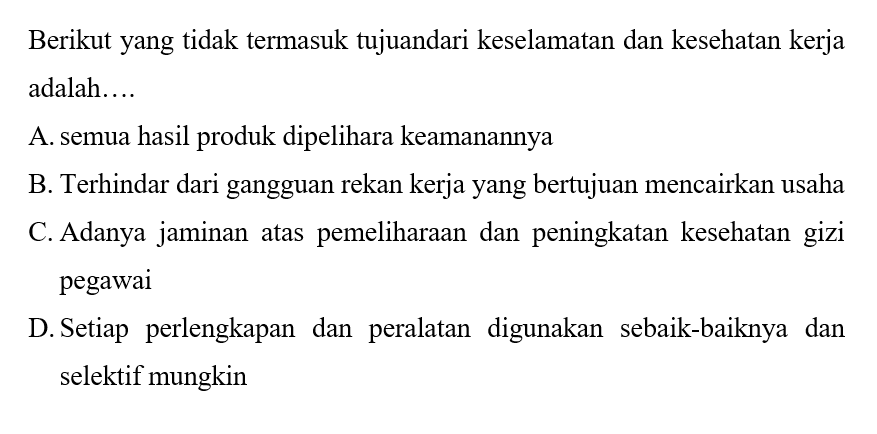 Berikut yang tidak termasuk tujuandari keselamatan dan kesehatan kerja
adalah….
A. semua hasil produk dipelihara keamanannya
B. Terhindar dari gangguan rekan kerja yang bertujuan mencairkan usaha
C. Adanya jaminan atas pemeliharaan dan peningkatan kesehatan gizi
pegawai
D. Setiap perlengkapan dan peralatan digunakan sebaik-baiknya dan
selektif mungkin